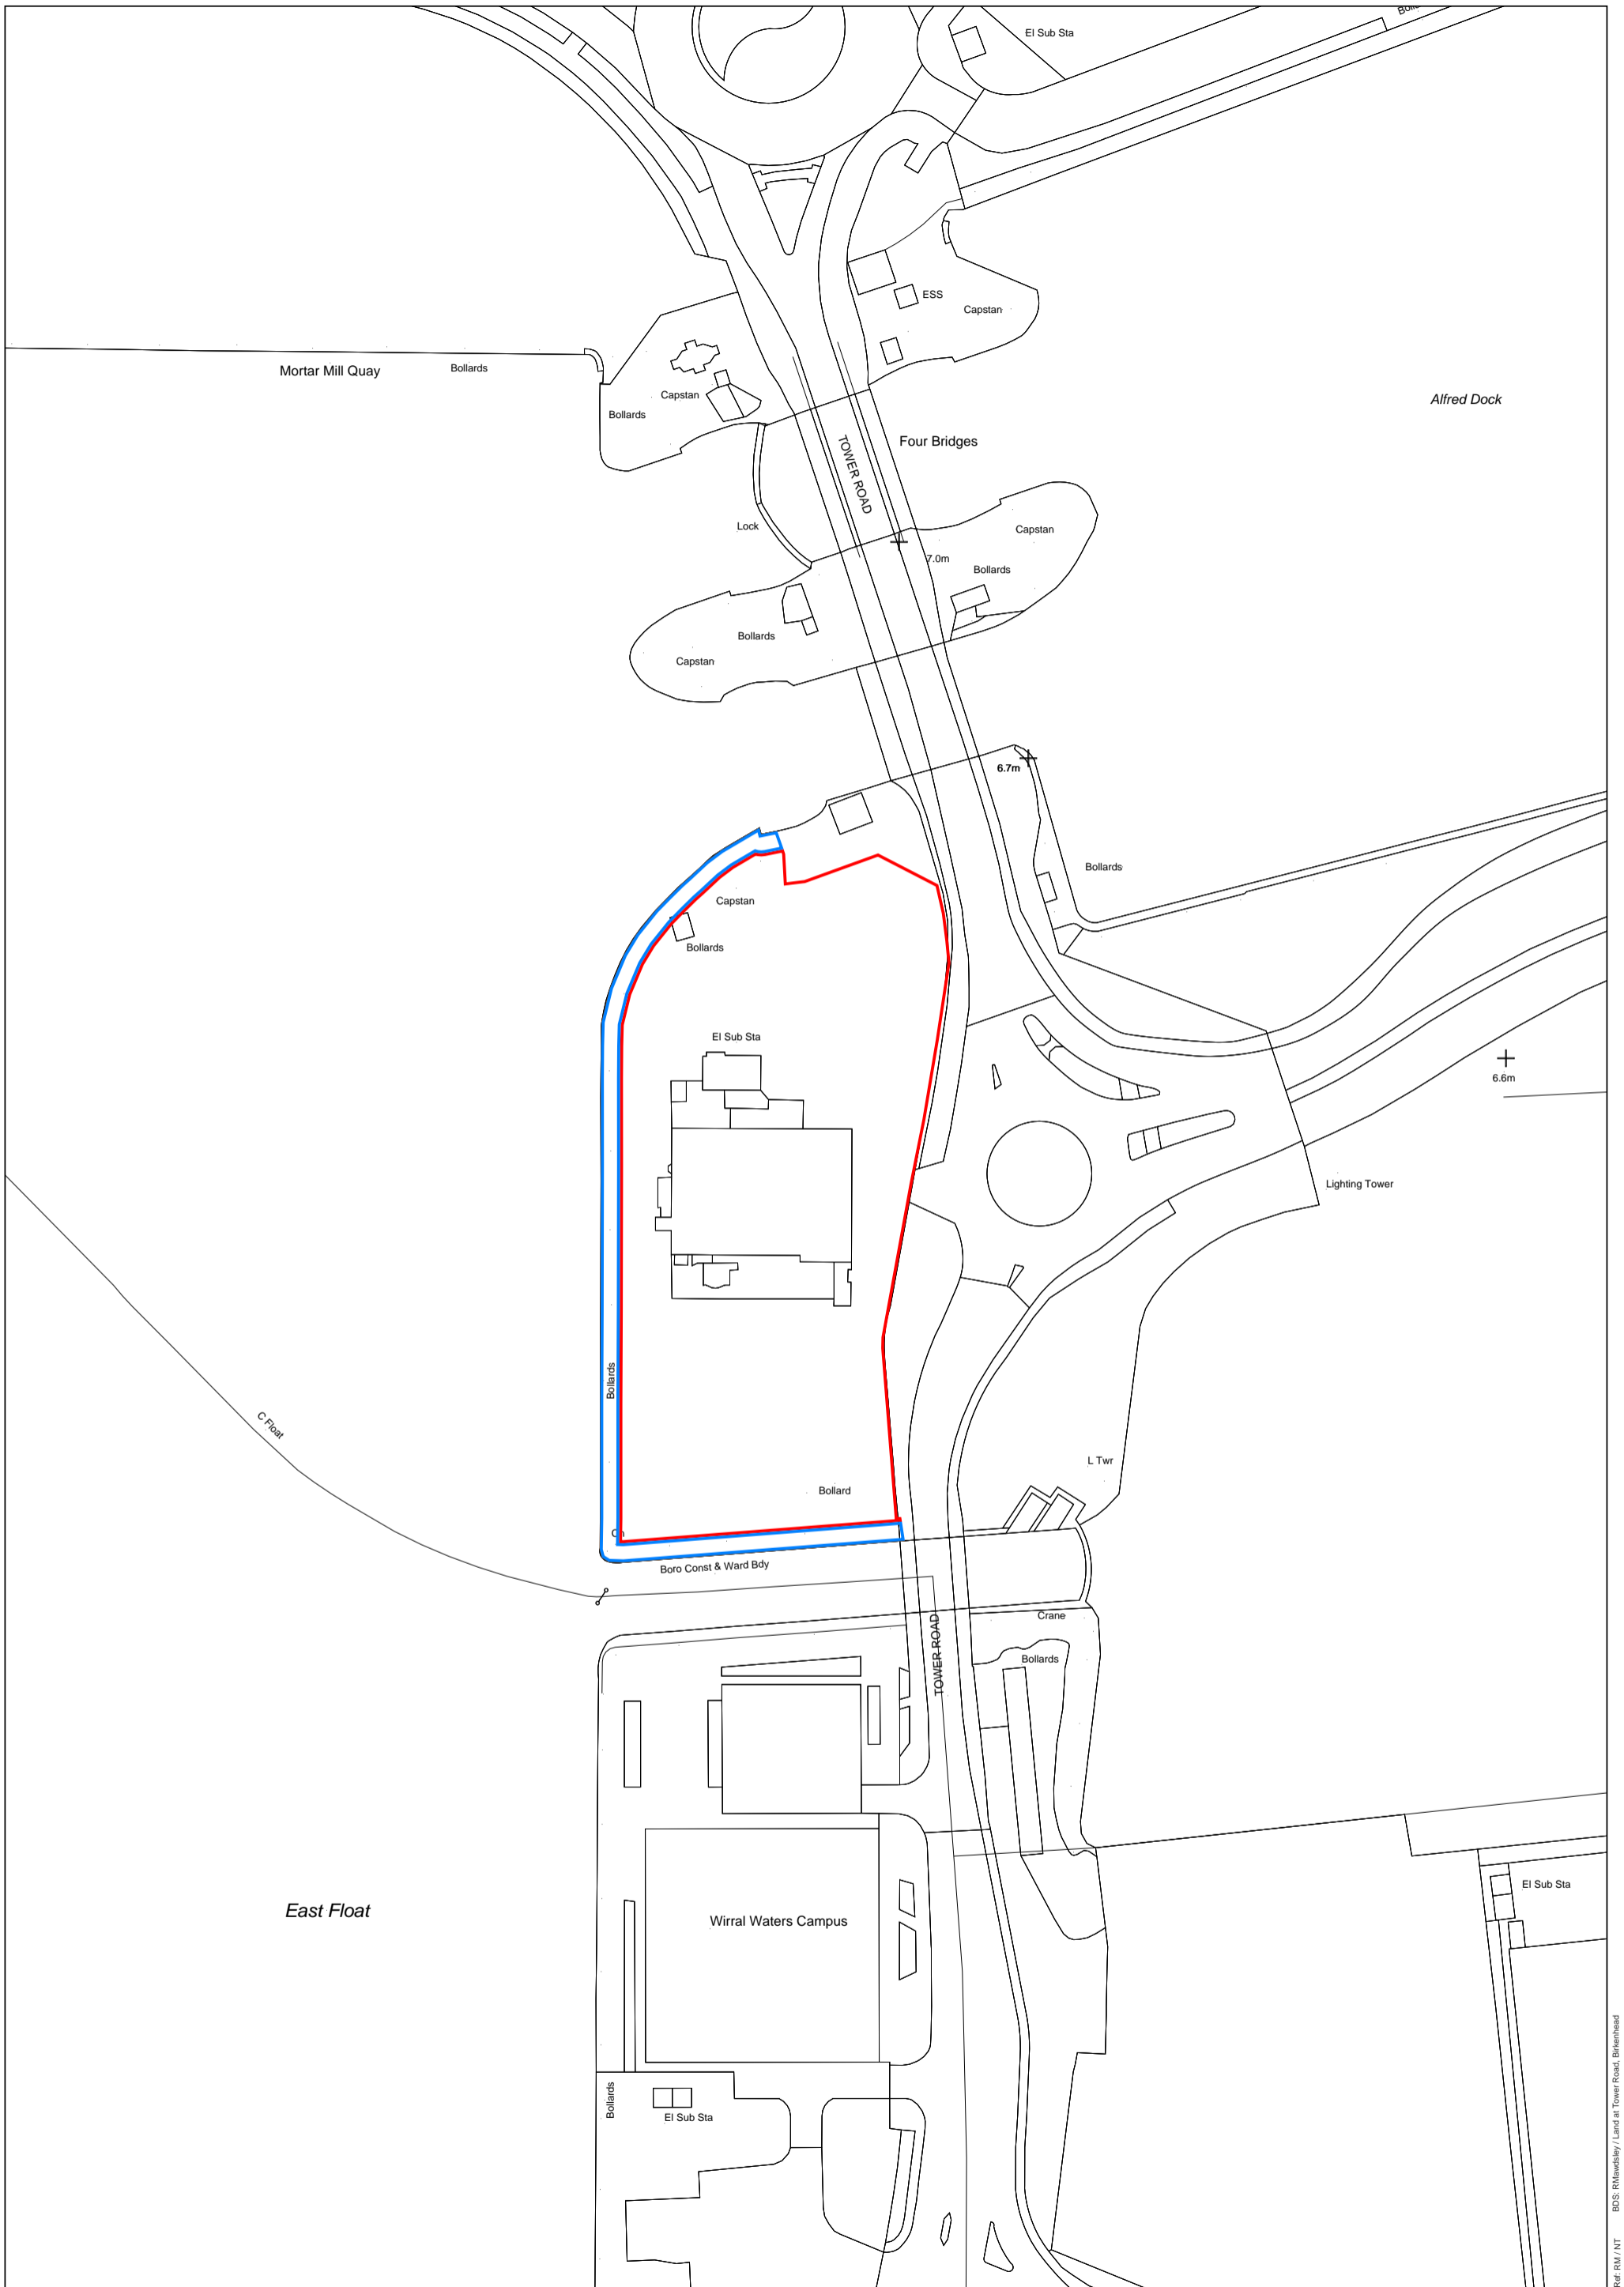 El Sub Sta
ESS
Capstan
Mortar Mill Quay
Bollards
Capstan
Bollards
Alfred Dock
TOWER ROAD
Four Bridges
Lock
Capstan
7.0m
Bollards
Bollards
Capstan
6.7m
Bollards
Capstan
Bollards
El Sub Sta
6.6m
Lighting Tower
Bollards
C Float
L Twr
Bollard
Boro Const & Ward Bdy
Crane
TOWER ROAD
Bollards
El Sub Sta
East Float
Wirral Waters Campus
Bollards
El Sub Sta
BDS: RMawdsley / Land at Tower Road, Birkenhead
Ref: RM / NT